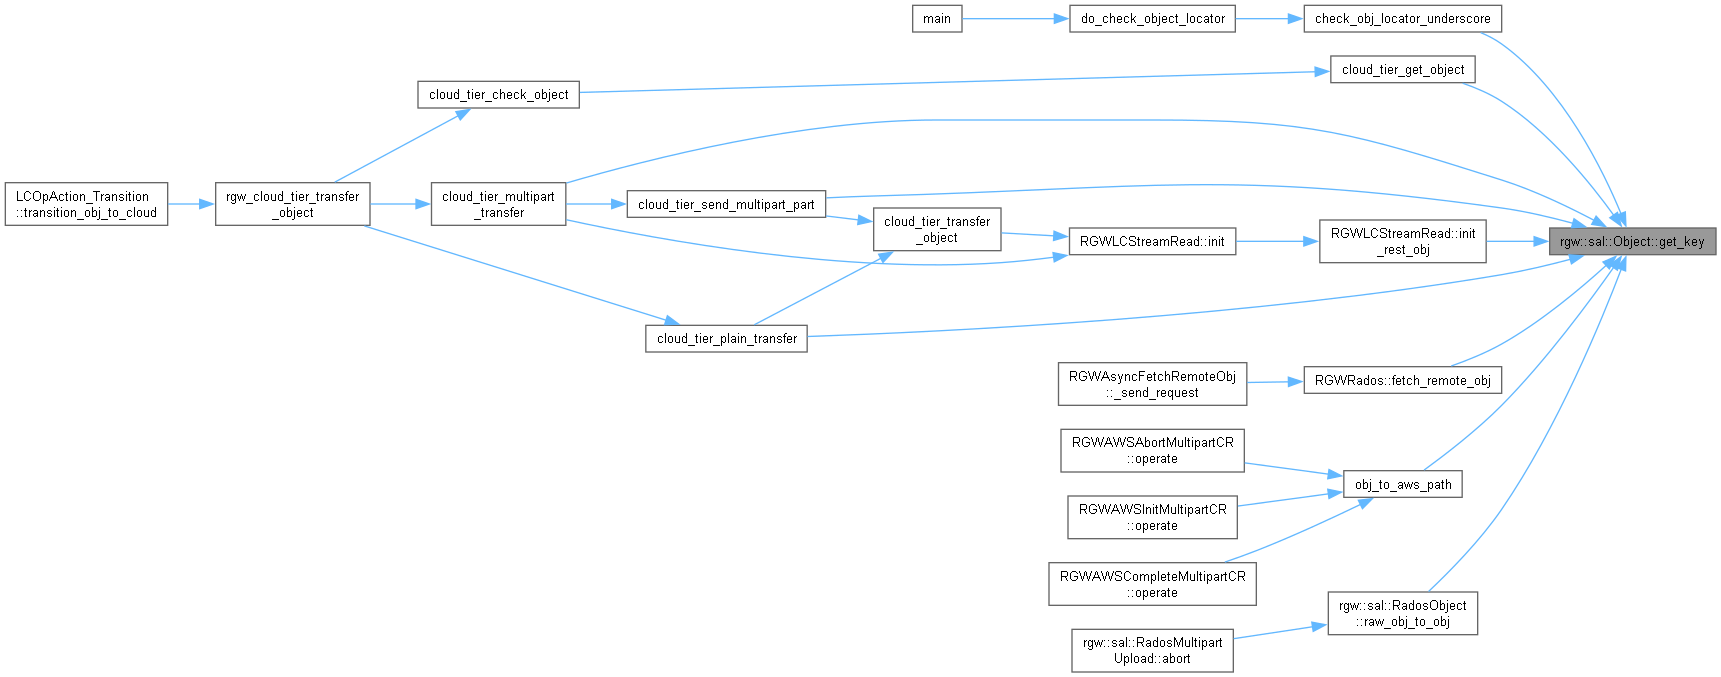 main
do_check_object_locator
check_obj_locator_underscore
cloud_tier_get_object
cloud_tier_check_object
LCOpAction_Transition
::transition_obj_to_cloud
rgw_cloud_tier_transfer
_object
cloud_tier_multipart
_transfer
cloud_tier_send_multipart_part
cloud_tier_transfer
_object
RGWLCStreamRead::init
RGWLCStreamRead::init
_rest_obj
rgw::sal::Object::get_key
cloud_tier_plain_transfer
RGWAsyncFetchRemoteObj
::_send_request
RGWRados::fetch_remote_obj
RGWAWSAbortMultipartCR
::operate
obj_to_aws_path
RGWAWSInitMultipartCR
::operate
RGWAWSCompleteMultipartCR
::operate
rgw::sal::RadosObject
::raw_obj_to_obj
rgw::sal::RadosMultipart
Upload::abort